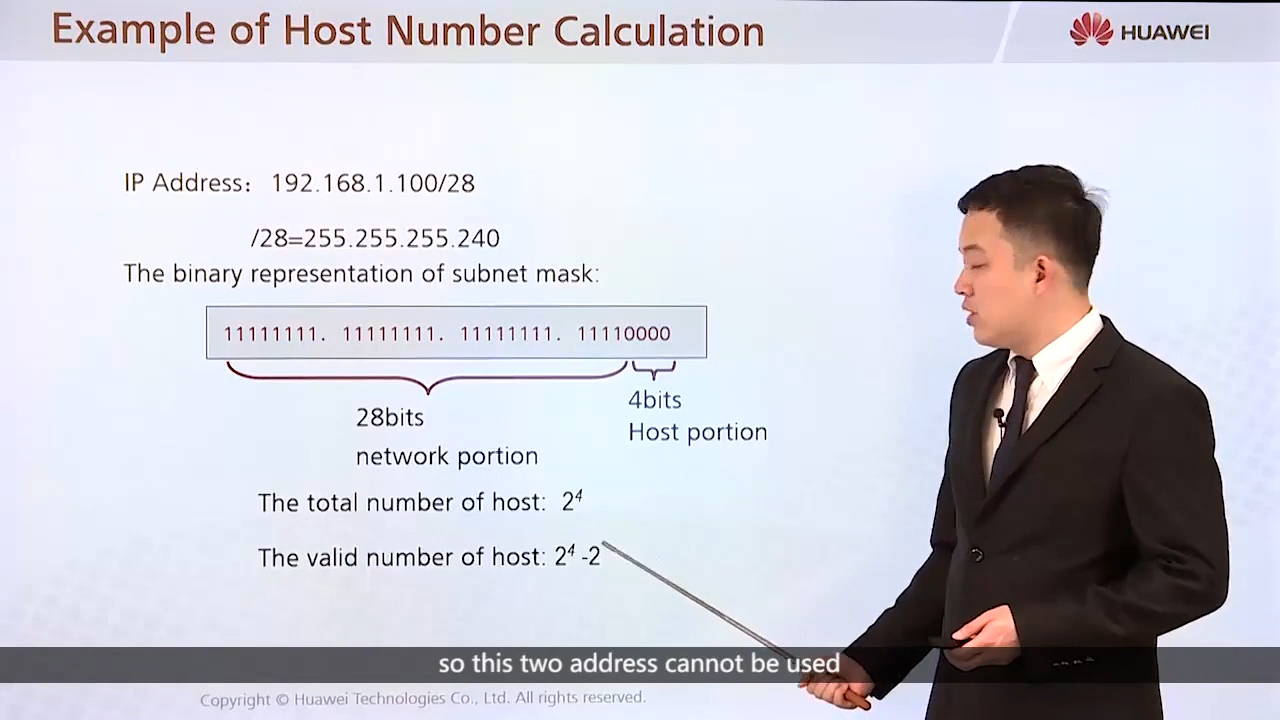 Example of Host Number Calculation
HUAWEI
IP Address: 192.168.1.100/28
/28=255.255.255.240
The binary representation of subnet mask:
11111111. 11111111. 11111111. 11110000
4bits
Host portion
28bits
network portion
The total number of host: 2⁴
The valid number of host: 2⁴ -2
so this two address cannot be used
Copyright © Huawei Technologies Co., Ltd. All rights reserved.